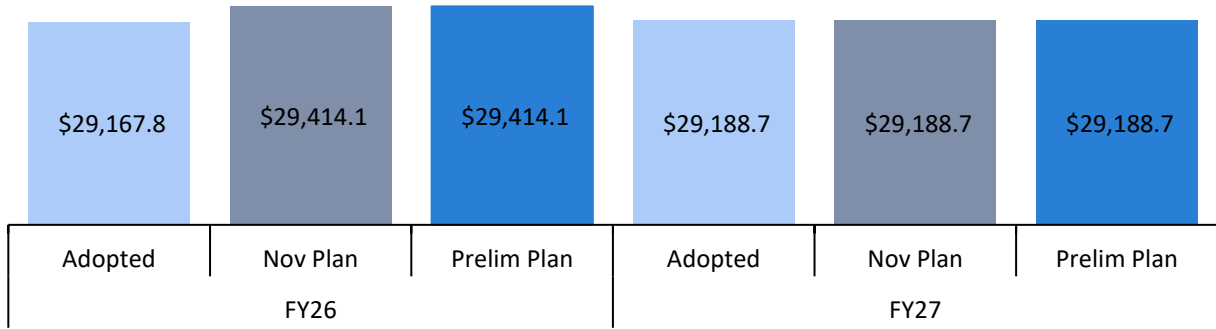 $29,167.8 $29,414.1 $29,414.1 $29,188.7 $29,188.7 $29,188.7
Adopted Nov Plan Prelim Plan Adopted Nov Plan Prelim Plan
FY26 FY27